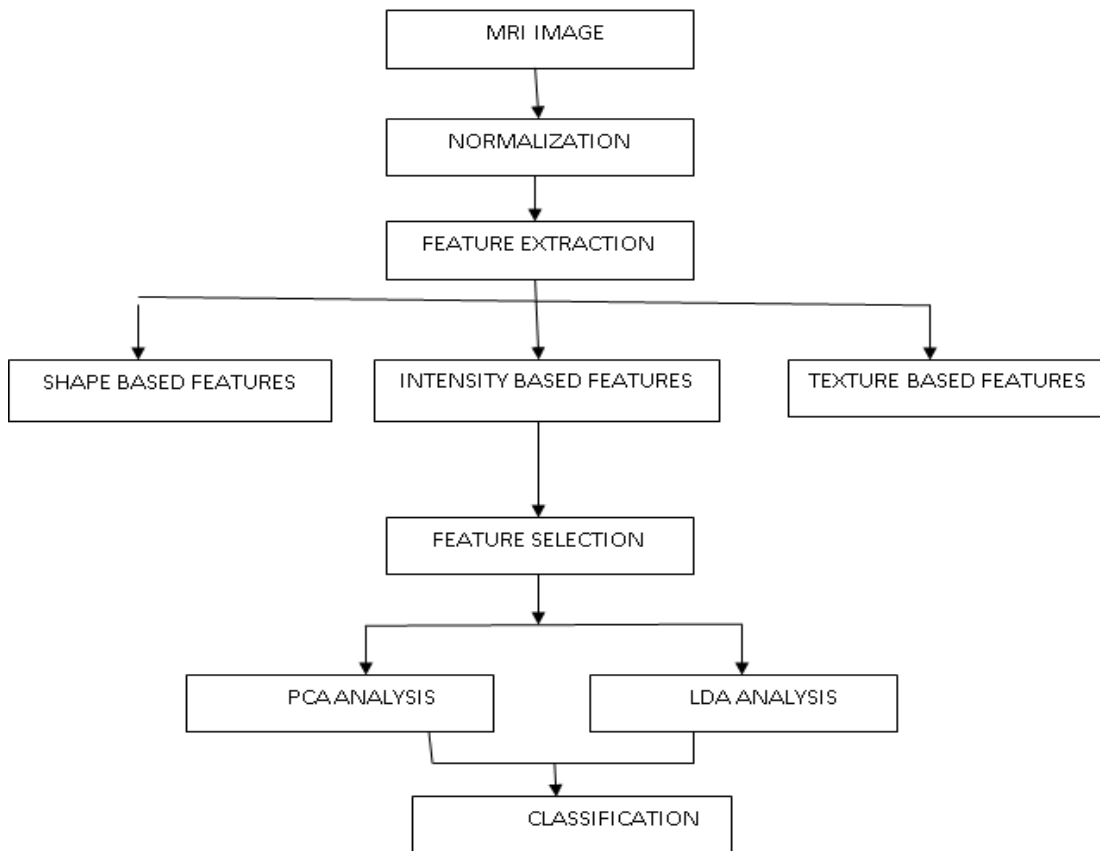 MRI IMAGE
NORMALIZATION
FEATURE EXTRACTION
SHAPE BASED FEATURES
INTENSITY BASED FEATURES
TEXTURE BASED FEATURES
FEATURE SELECTION
PCA ANALYSIS
LDA ANALYSIS
CLASSIFICATION